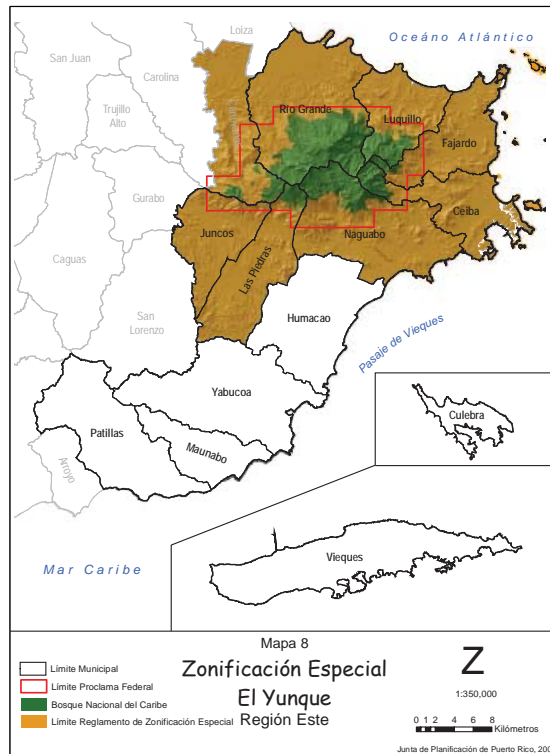 Loiza
Oceáno Atlántico
San Juan
Carolina
Trujillo
Alto
Río Grande
Luquillo
Fajardo
Gurabo
Ceiba
Juncos
Naguabo
Las Piedras
Caguas
San
Lorenzo
Humacao
Pasaje de Vieques
Yabucoa
Culebra
Patillas
Maunabo
Arroyo
Vieques
Mar Caribe
Mapa 8
Zonificación Especial
El Yunque
Región Este
Límite Municipal
Límite Proclama Federal
Bosque Nacional del Caribe
Límite Reglamento de Zonificación Especial
Z
1:350,000
0 1 2 4 6 8
Kilómetros
Junta de Planificación de Puerto Rico, 200